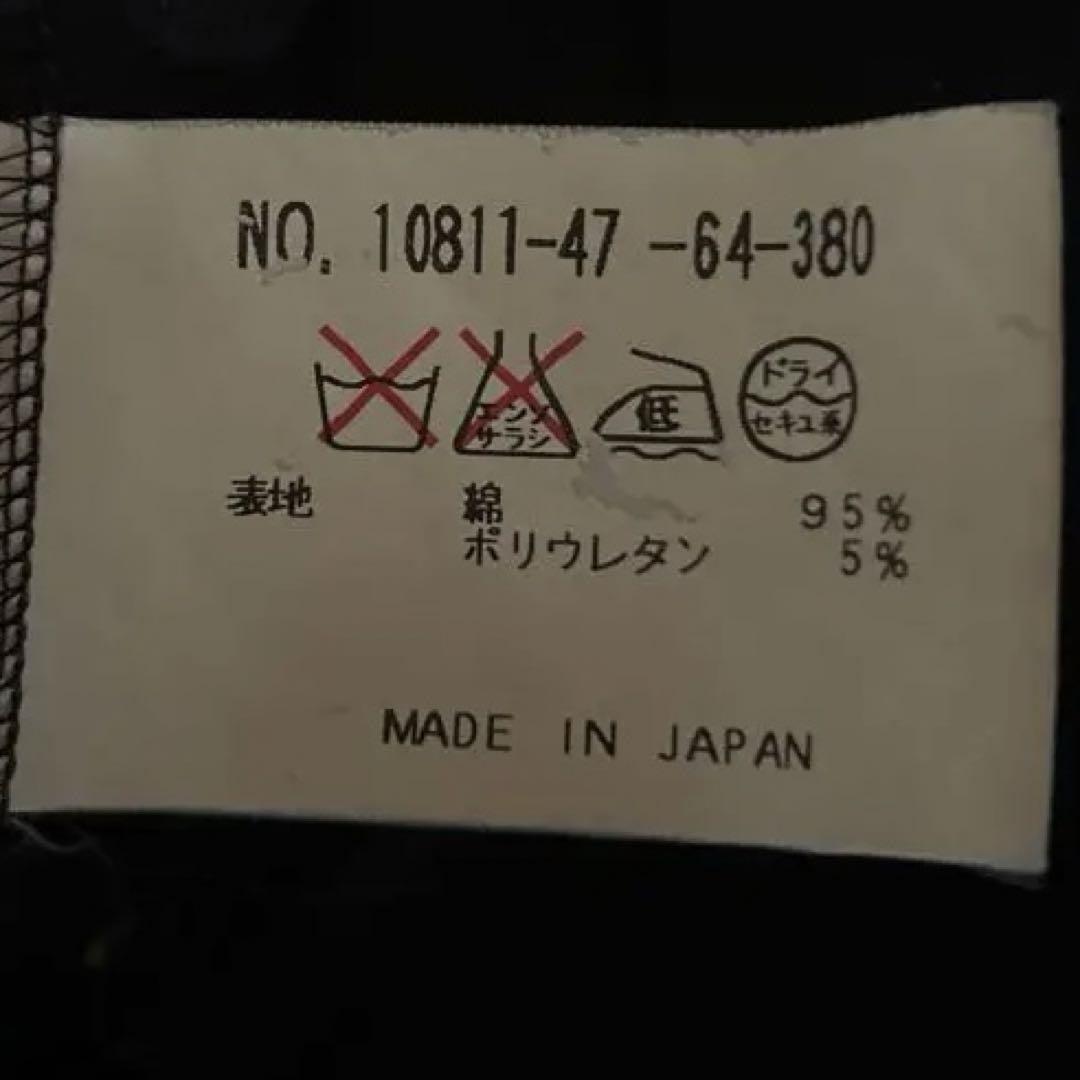 NO. 10811-47 -64-380
エンソ
サラシ
低
ドライ
セキユ系
表地 綿 95%
ポリウレタン 5%
MADE IN JAPAN